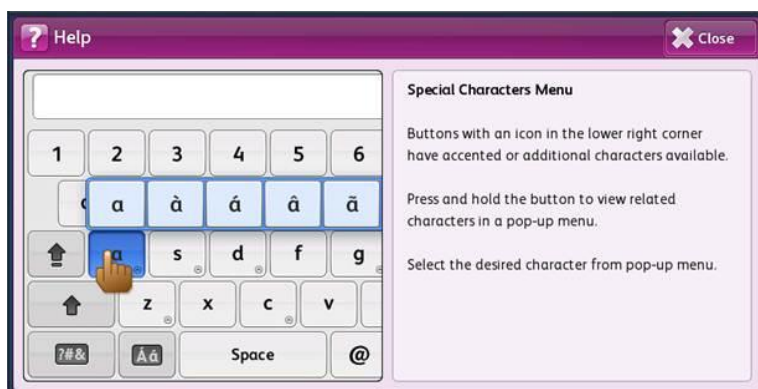 ? Help
Close
Special Characters Menu
Buttons with an icon in the lower right corner
have accented or additional characters available.
Press and hold the button to view related
characters in a pop-up menu.
Select the desired character from pop-up menu.
1 2 3 4 5 6
a à á â ã
a s d f g
z x c v
?#& Áá Space @